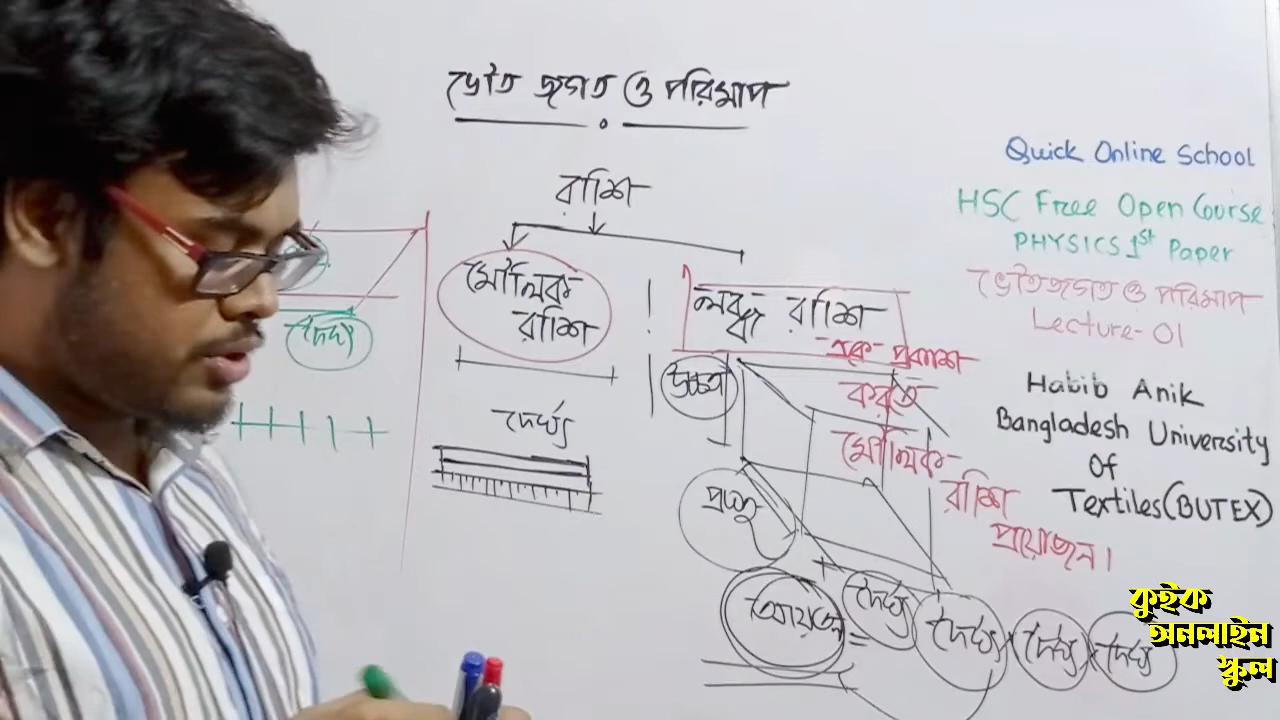 ভৌত জগত ও পরিমাপ
রাশি
মৌলিক
রাশি
লব্ধ রাশি
একে প্রকাশ
করতে
মৌলিক
রাশি
প্রয়োজন।
দৈর্ঘ্য
দৈর্ঘ্য
উচ্চ
প্রস্থ
আয়তন = দৈর্ঘ্য
দৈর্ঘ্য × দৈর্ঘ্য × দৈর্ঘ্য
Quick Online School
HSC Free Open Course
PHYSICS 1st Paper
ভৌতজগত ও পরিমাপ
Lecture-01
Habib Anik
Bangladesh University
Of
Textiles(BUTEX)
কুইক
অনলাইন
স্কুল